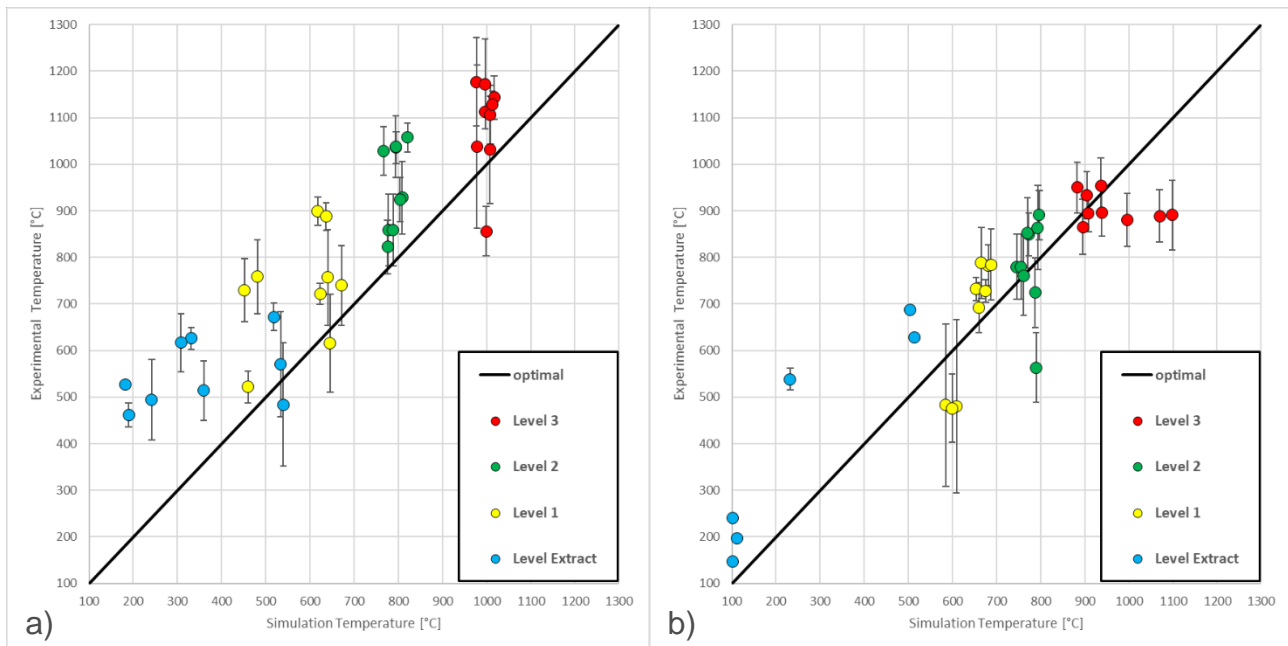 1300
1200
1100
1000
900
800
700
600
500
400
300
200
100
Experimental Temperature [°C]
100 200 300 400 500 600 700 800 900 1000 1100 1200 1300
Simulation Temperature [°C]
optimal
Level 3
Level 2
Level 1
Level Extract
a)
1300
1200
1100
1000
900
800
700
600
500
400
300
200
100
Experimental Temperature [°C]
100 200 300 400 500 600 700 800 900 1000 1100 1200 1300
Simulation Temperature [°C]
optimal
Level 3
Level 2
Level 1
Level Extract
b)